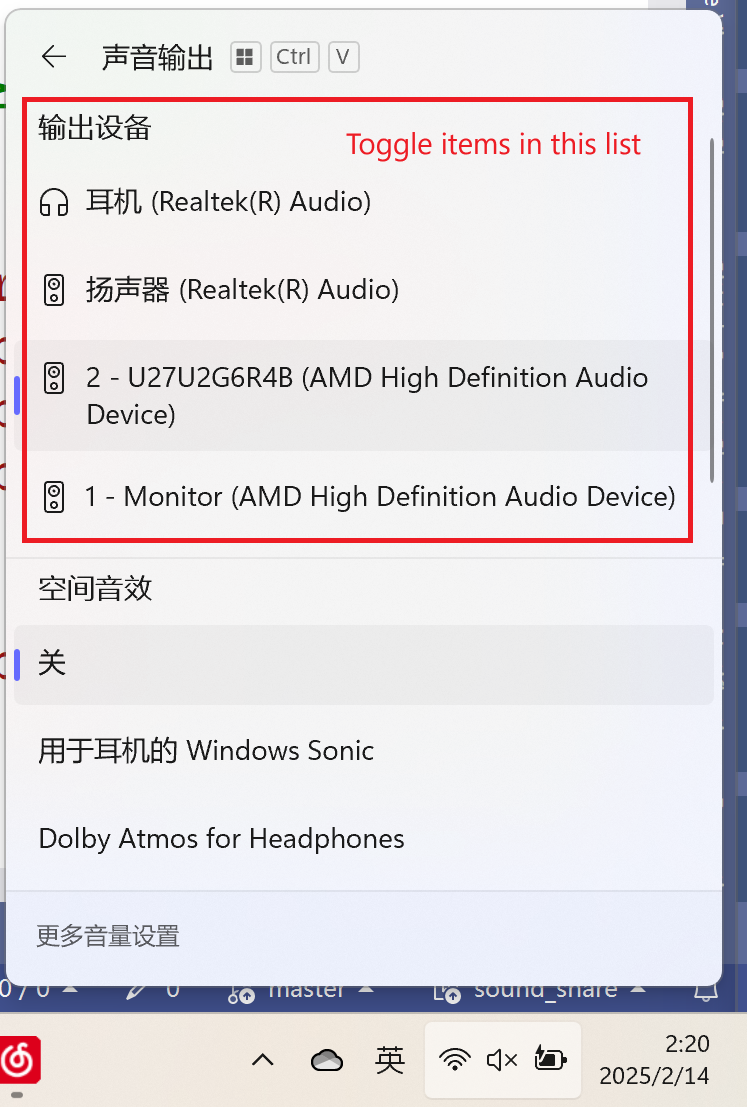 声音输出 Ctrl V
输出设备
Toggle items in this list
耳机 (Realtek(R) Audio)
扬声器 (Realtek(R) Audio)
2 - U27U2G6R4B (AMD High Definition Audio
Device)
1 - Monitor (AMD High Definition Audio Device)
空间音效
关
用于耳机的 Windows Sonic
Dolby Atmos for Headphones
更多音量设置
0 / 0 0 master sound_share
英
2:20
2025/2/14